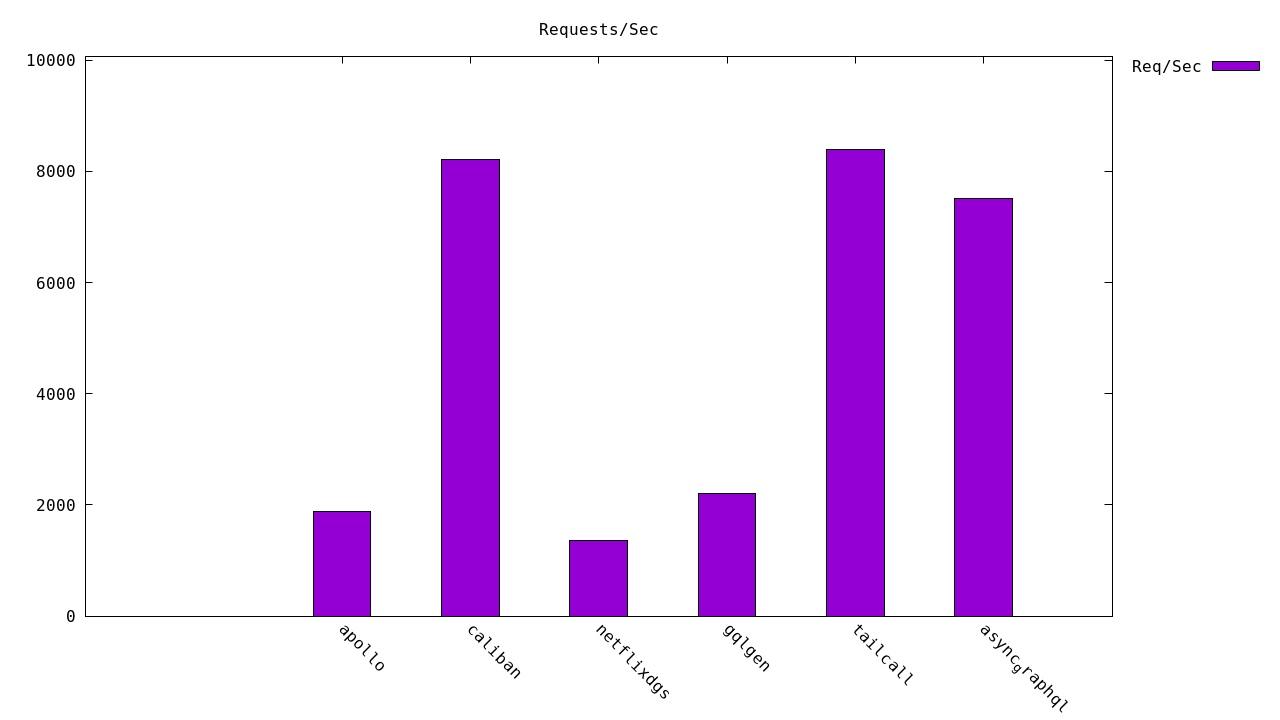 Requests/Sec
Req/Sec
10000
8000
6000
4000
2000
0
apollo
caliban
netflixdgs
gqlgen
tailcall
async_graphql